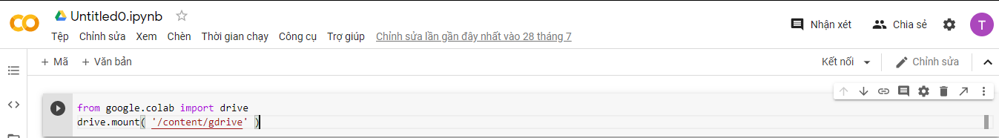 Untitled0.ipynb
Tệp Chỉnh sửa Xem Chèn Thời gian chạy Công cụ Trợ giúp Chỉnh sửa lần gần đây nhất vào 28 tháng 7
Nhận xét Chia sẻ T
+ Mã + Văn bản
Kết nối Chỉnh sửa
from google.colab import drive
drive.mount( '/content/gdrive' )